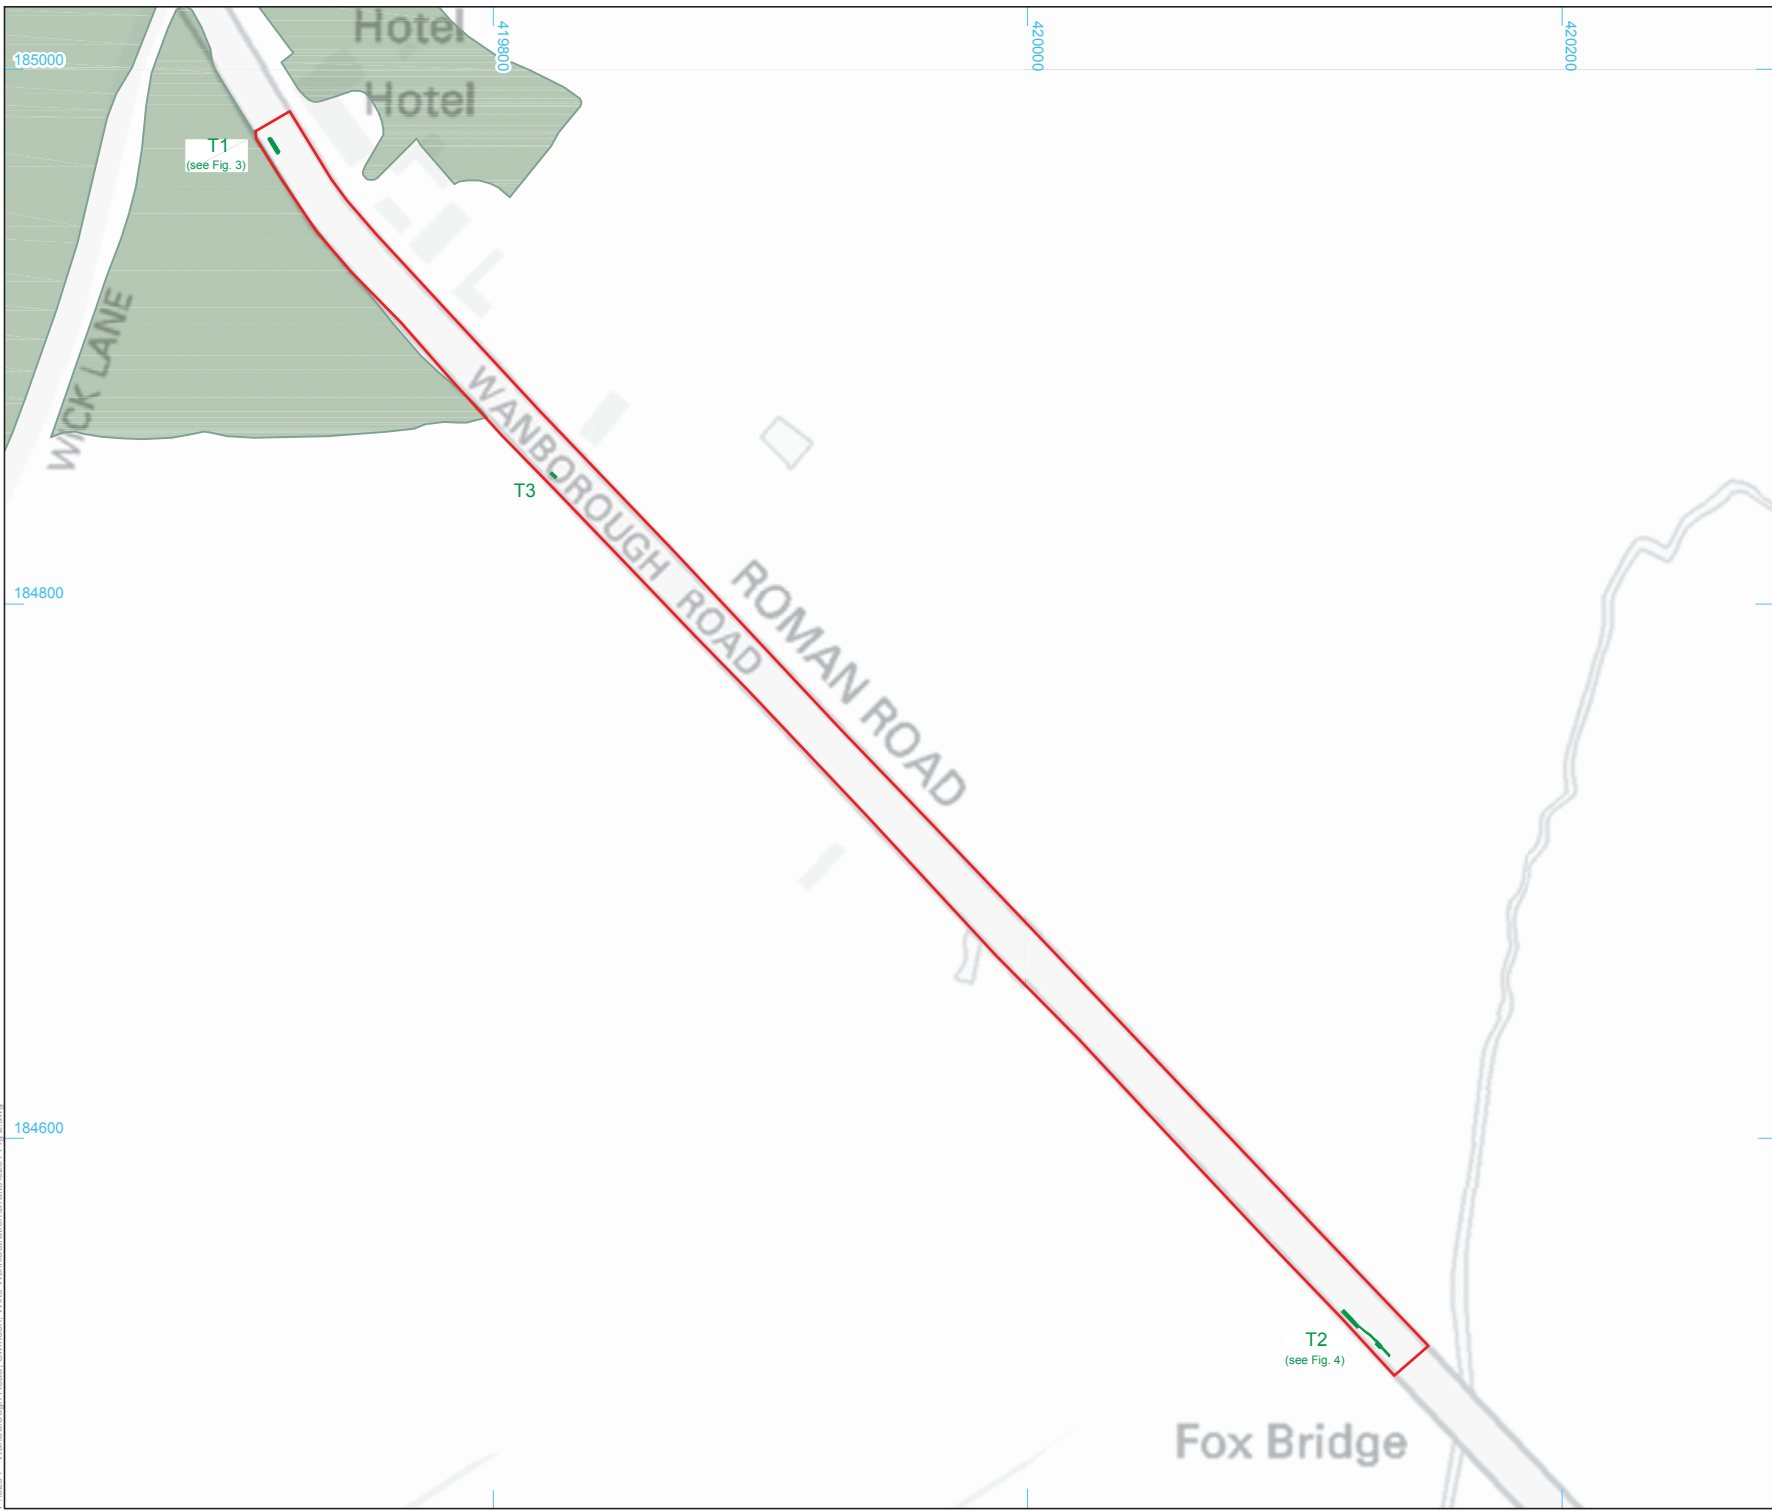 Hotel
419800
420000
420200
185000
Hotel
T1
(see Fig. 3)
WICK LANE
WANBOROUGH ROAD
T3
ROMAN ROAD
184800
184600
T2
(see Fig. 4)
Fox Bridge